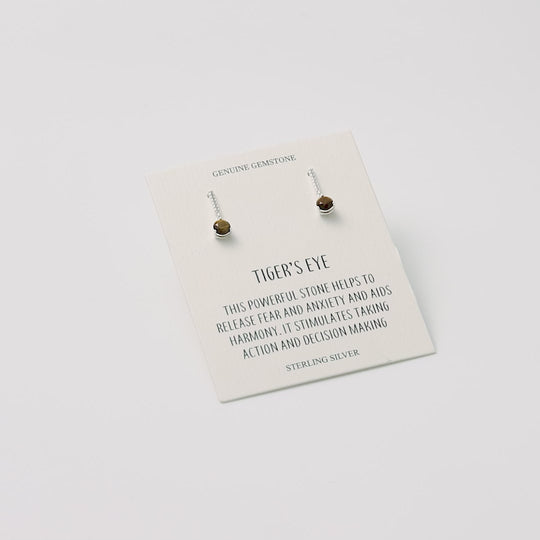 GENUINE GEMSTONE
TIGER'S EYE
THIS POWERFUL STONE HELPS TO
RELEASE FEAR AND ANXIETY AND AIDS
HARMONY. IT STIMULATES TAKING
ACTION AND DECISION MAKING
STERLING SILVER